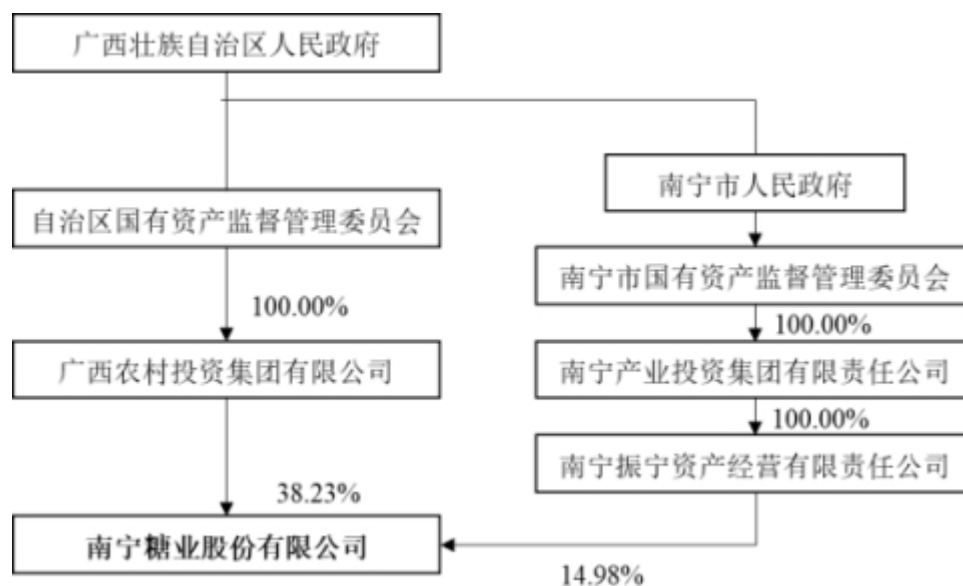 广西壮族自治区人民政府
南宁市人民政府
自治区国有资产监督管理委员会
南宁市国有资产监督管理委员会
100.00%
100.00%
广西农村投资集团有限公司
南宁产业投资集团有限责任公司
100.00%
南宁振宁资产经营有限责任公司
38.23%
南宁糖业股份有限公司
14.98%